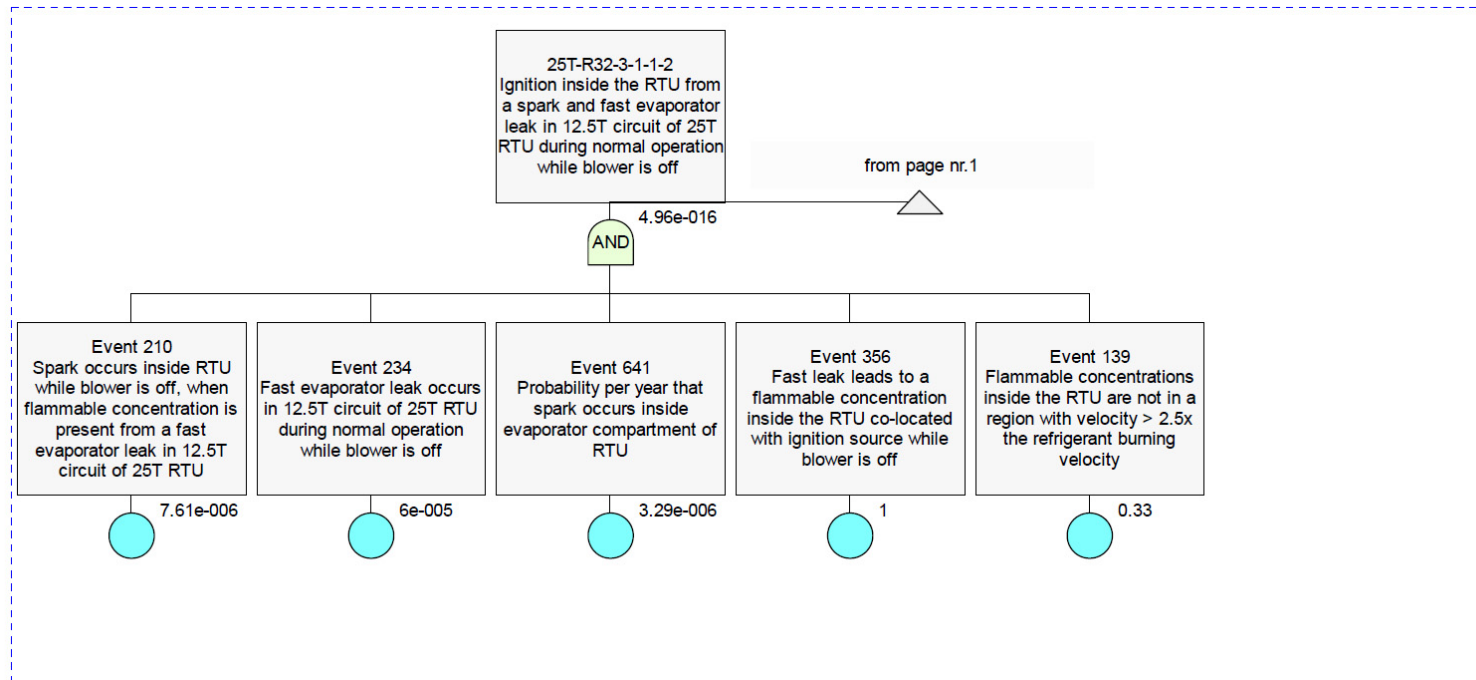 25T-R32-3-1-1-2
Ignition inside the RTU from
a spark and fast evaporator
leak in 12.5T circuit of 25T
RTU during normal operation
while blower is off
from page nr.1
4.96e-016
AND
Event 210
Spark occurs inside RTU
while blower is off, when
flammable concentration is
present from a fast
evaporator leak in 12.5T
circuit of 25T RTU
7.61e-006
Event 234
Fast evaporator leak occurs
in 12.5T circuit of 25T RTU
during normal operation
while blower is off
6e-005
Event 641
Probability per year that
spark occurs inside
evaporator compartment of
RTU
3.29e-006
Event 356
Fast leak leads to a
flammable concentration
inside the RTU co-located
with ignition source while
blower is off
1
Event 139
Flammable concentrations
inside the RTU are not in a
region with velocity > 2.5x
the refrigerant burning
velocity
0.33